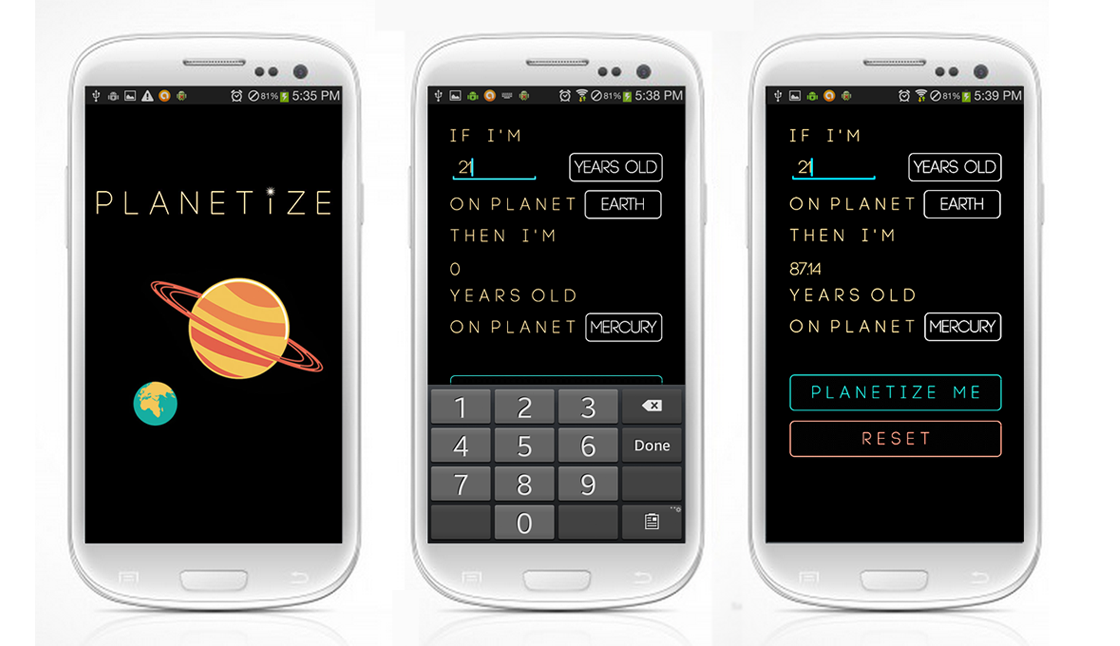 81% 5:35 PM
PLANETiZE
81% 5:38 PM
IF I'M
21 YEARS OLD
ON PLANET EARTH
THEN I'M
0
YEARS OLD
ON PLANET MERCURY
1 2 3
4 5 6 Done
7 8 9
0
81% 5:39 PM
IF I'M
21 YEARS OLD
ON PLANET EARTH
THEN I'M
87.14
YEARS OLD
ON PLANET MERCURY
PLANETIZE ME
RESET